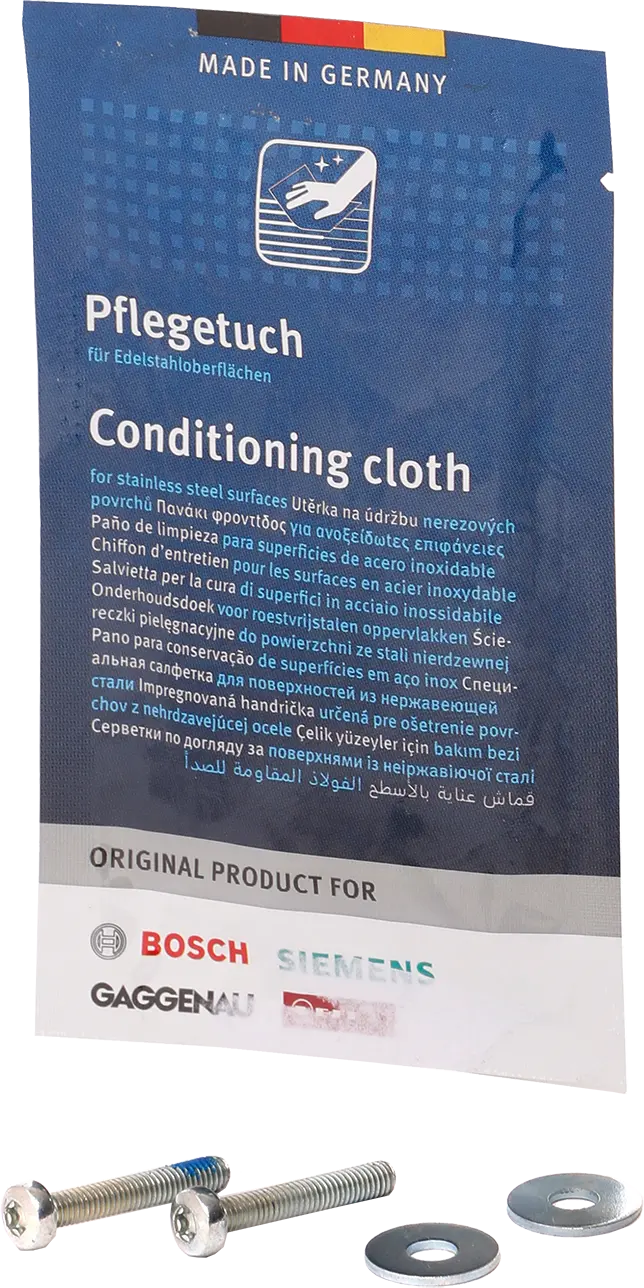 MADE IN GERMANY
Pflegetuch
für Edelstahloberflächen
Conditioning cloth
for stainless steel surfaces Utěrka na údržbu nerezových
povrchů Πανάκι φροντίδος για ανοξείδωτες επιφάνειες
Paño de limpieza para superficies de acero inoxidable
Chiffon d'entretien pour les surfaces en acier inoxydable
Salvietta per la cura di superfici in acciaio inossidabile
Onderhoudsdoek voor roestvrijstalen oppervlakken Ście-
reczki pielęgnacyjne do powierzchni ze stali nierdzewnej
Pano para conservação de superfícies em aço inox Специ-
альная салфетка для поверхностей из нержавеющей
стали Impregnovaná handrička určená pre ošetrenie povr-
chov z nehrdzavejúcej ocele Çelik yüzeyler için bakım bezi
Серветки по догляду за поверхнями із неіржавіючої сталі
قماش عناية بالأسطح الفولاذ المقاومة للصدأ
ORIGINAL PRODUCT FOR
BOSCH SIEMENS
GAGGENAU